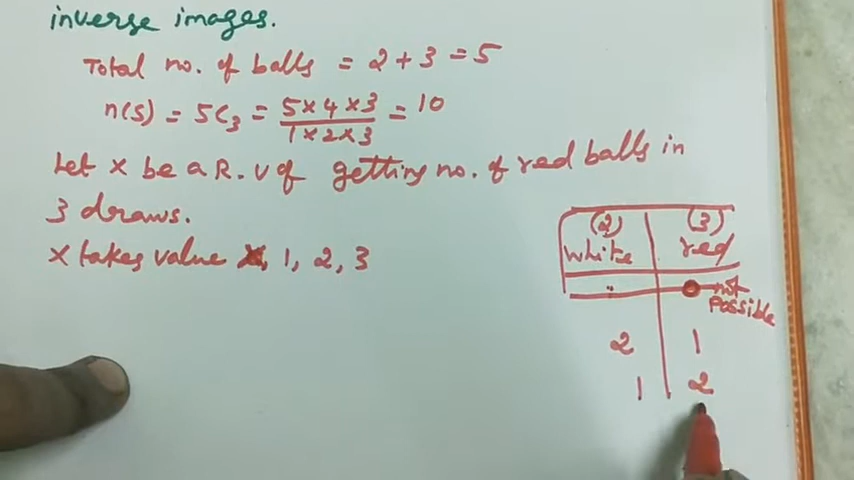 inverse images.
Total no. of balls = 2 + 3 = 5
n(S) = 5C₃ = 5×4×3 / 1×2×3 = 10
Let X be a R.V of getting no. of red balls in
3 draws.
X takes value 1, 2, 3
(2) (3)
white red
not possible
2 1
1 2